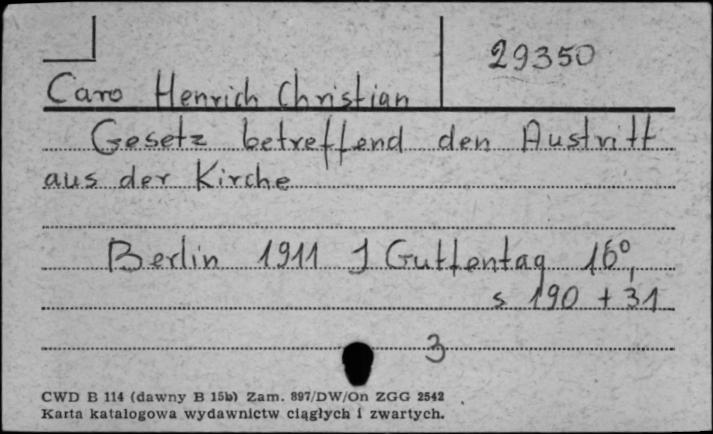 29350
Caro Henrich Christian
Gesetz betreffend den Austritt
aus der Kirche
Berlin 1911 J Guttentag 16°,
s 190 + 31
3
CWD B 114 (dawny B 15b) Zam. 897/DW/On ZGG 2542
Karta katalogowa wydawnictw ciągłych i zwartych.